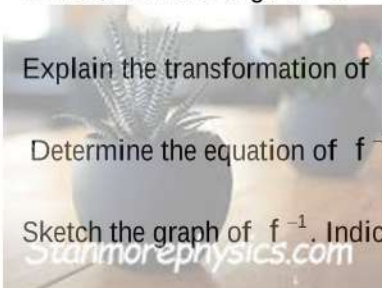 Explain the transformation of
Determine the equation of f ⁻
Sketch the graph of f ⁻¹. Indic
Stanmorephysics.com